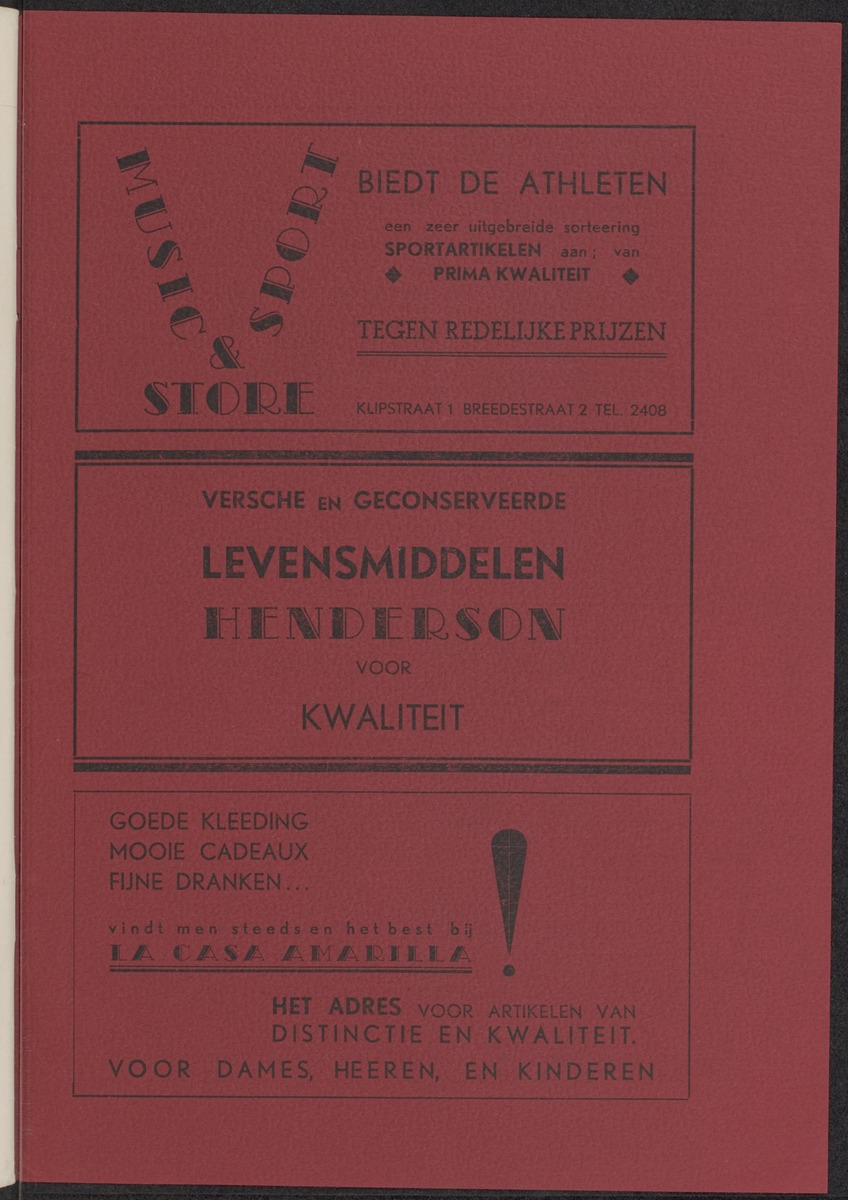 MUSIC
&
SPORT
STORE
BIEDT DE ATHLETEN
een zeer uitgebreide sorteering
SPORTARTIKELEN aan; van
PRIMA KWALITEIT
TEGEN REDELIJKE PRIJZEN
KLIPSTRAAT 1 BREEDESTRAAT 2 TEL. 2408
VERSCHE EN GECONSERVEERDE
LEVENSMIDDELEN
HENDERSON
VOOR
KWALITEIT
GOEDE KLEEDING
MOOIE CADEAUX
FIJNE DRANKEN...
vindt men steeds en het best bij
LA CASA AMARILLA
!
HET ADRES VOOR ARTIKELEN VAN
DISTINCTIE EN KWALITEIT.
VOOR DAMES, HEEREN, EN KINDEREN